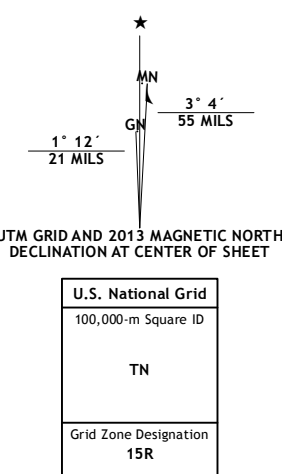 MN
3° 4´
55 MILS
GN
1° 12´
21 MILS
UTM GRID AND 2013 MAGNETIC NORTH
DECLINATION AT CENTER OF SHEET
U.S. National Grid
100,000-m Square ID
TN
Grid Zone Designation
15R